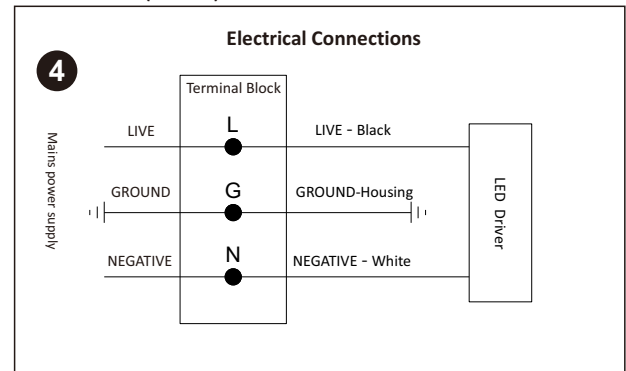 Electrical Connections
4
Terminal Block
Mains power supply
LIVE
L
LIVE - Black
GROUND
G
GROUND-Housing
NEGATIVE
N
NEGATIVE - White
LED Driver